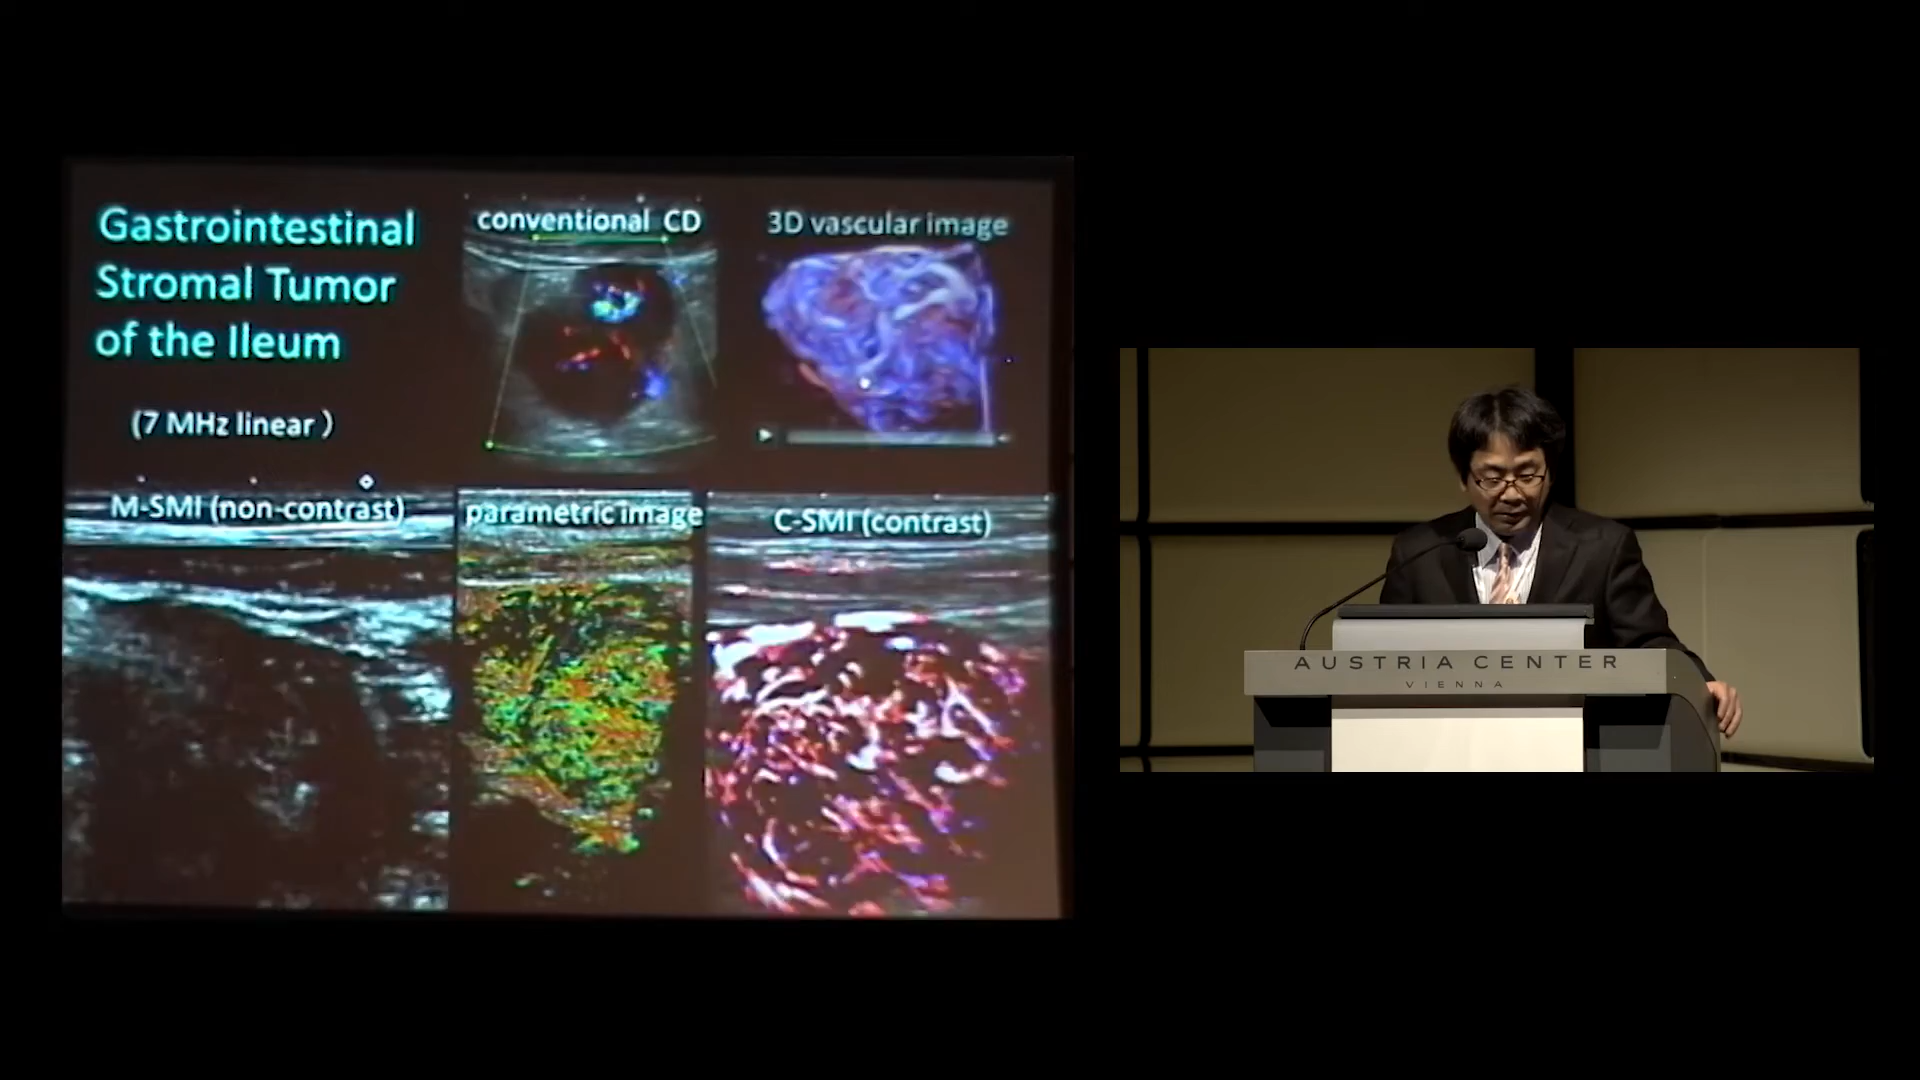 Gastrointestinal
Stromal Tumor
of the Ileum
(7 MHz linear )
conventional CD
3D vascular image
M-SMI (non-contrast)
parametric image
C-SMI (contrast)
AUSTRIA CENTER
VIENNA